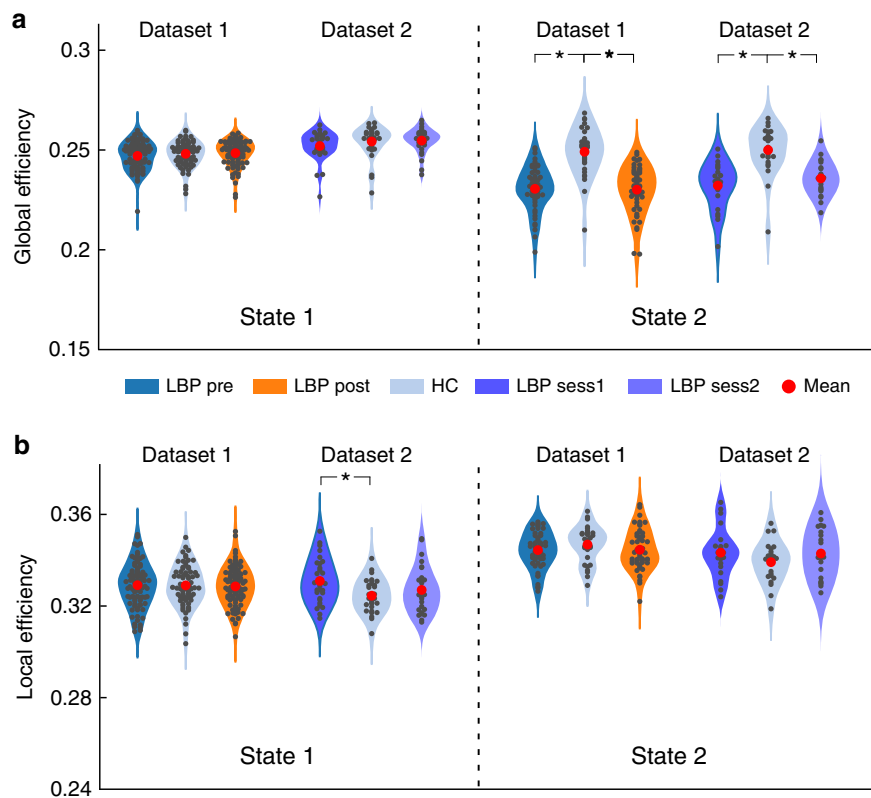 a
Dataset 1
Dataset 2
Dataset 1
Dataset 2
* * * *
0.3
0.25
0.2
0.15
Global efficiency
State 1
State 2
LBP pre
LBP post
HC
LBP sess1
LBP sess2
Mean
b
Dataset 1
Dataset 2
Dataset 1
Dataset 2
*
0.36
0.32
0.28
0.24
Local efficiency
State 1
State 2